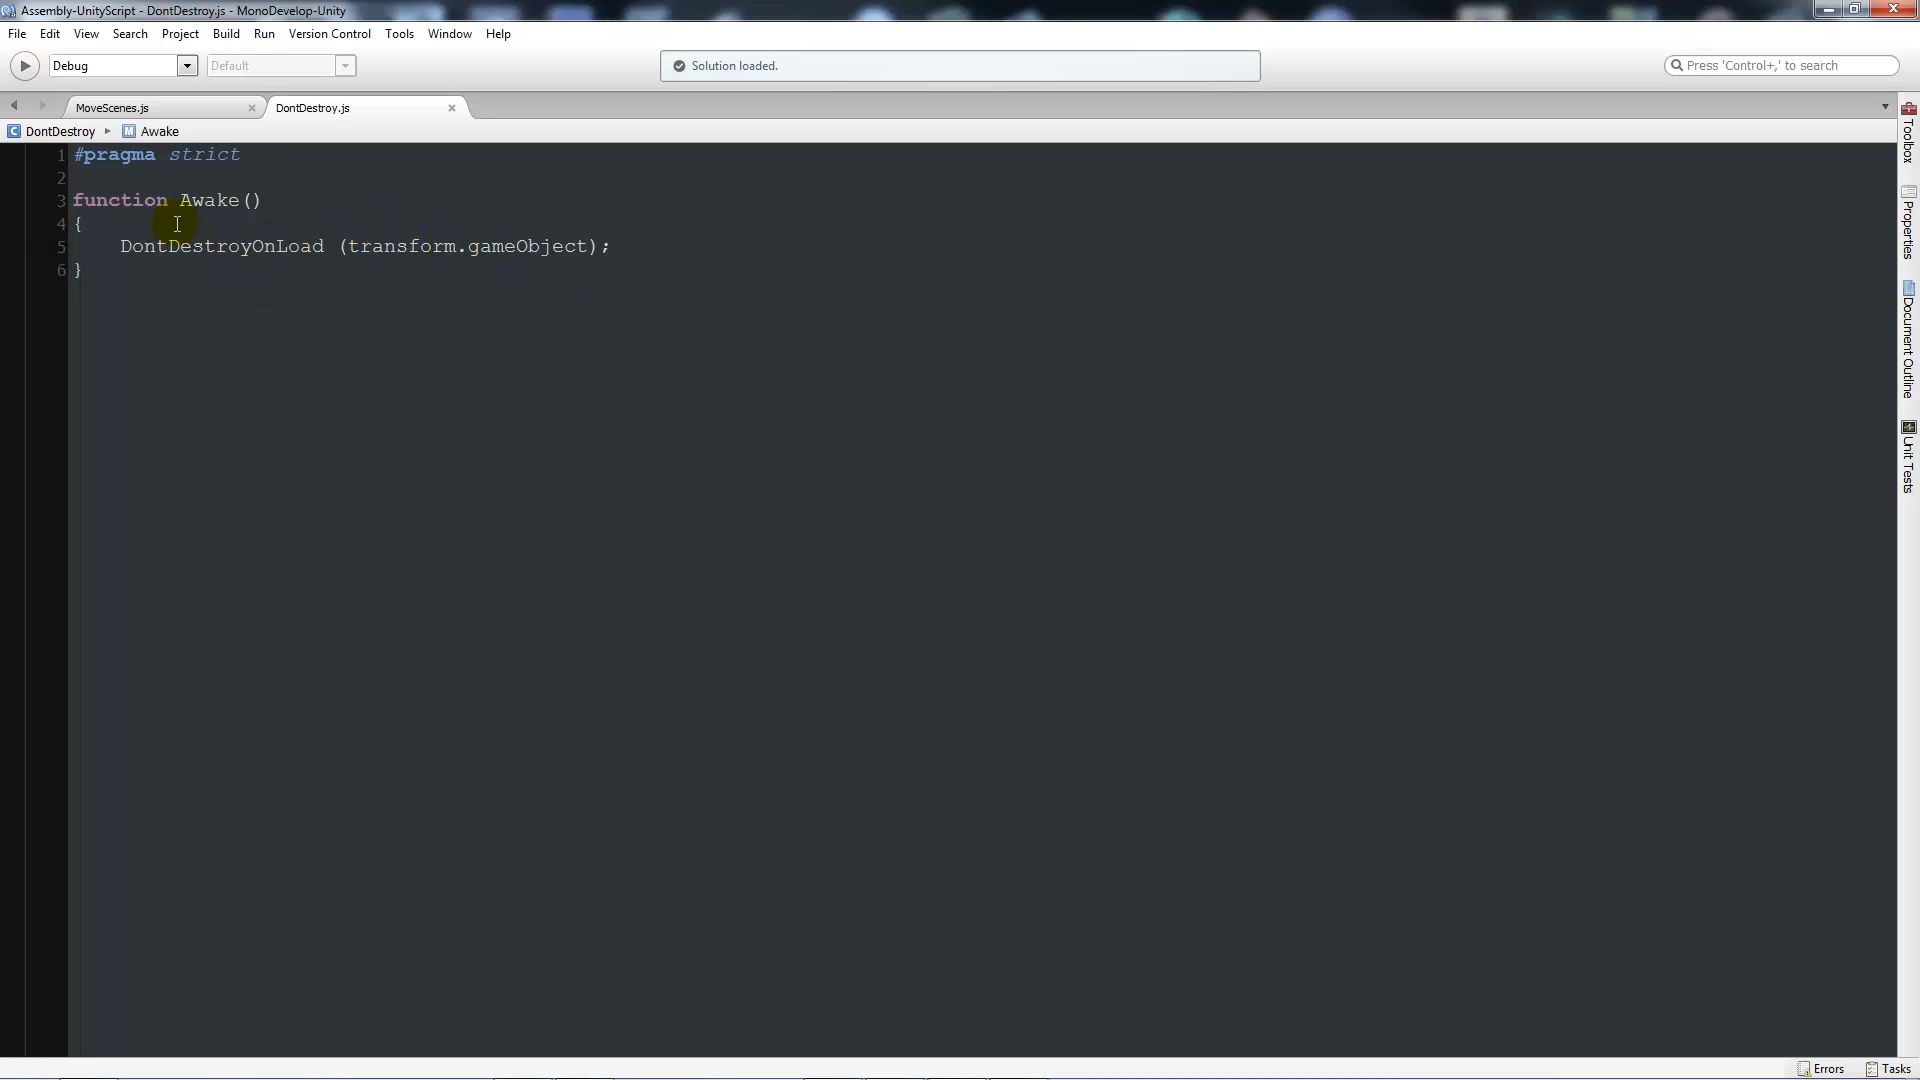 Assembly-UnityScript - DontDestroy.js - MonoDevelop-Unity
File Edit View Search Project Build Run Version Control Tools Window Help
Debug Default Solution loaded. Press 'Control+,' to search
MoveScenes.js DontDestroy.js
DontDestroy Awake
1 #pragma strict
2
3 function Awake()
4 {
5 DontDestroyOnLoad (transform.gameObject);
6 }
Toolbox
Properties
Document Outline
Unit Tests
Errors Tasks